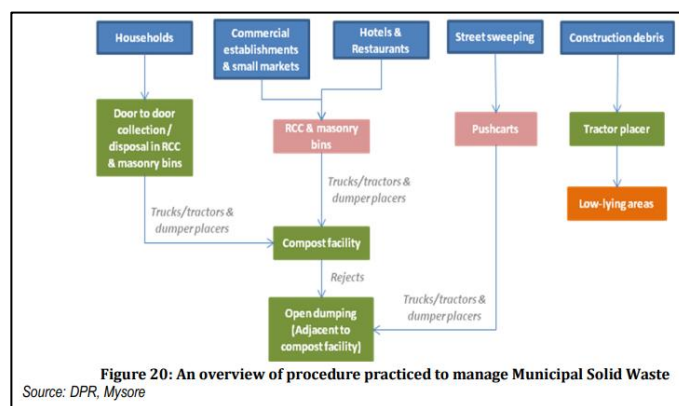 Households
Commercial
establishments
& small markets
Hotels &
Restaurants
Street sweeping
Construction debris
Door to door
collection /
disposal in RCC
& masonry bins
RCC & masonry
bins
Pushcarts
Tractor placer
Trucks/tractors &
dumper placers
Trucks/tractors &
dumper placers
Low-lying areas
Compost facility
Rejects
Open dumping
(Adjacent to
compost facility)
Trucks/tractors &
dumper placers
Figure 20: An overview of procedure practiced to manage Municipal Solid Waste
Source: DPR, Mysore